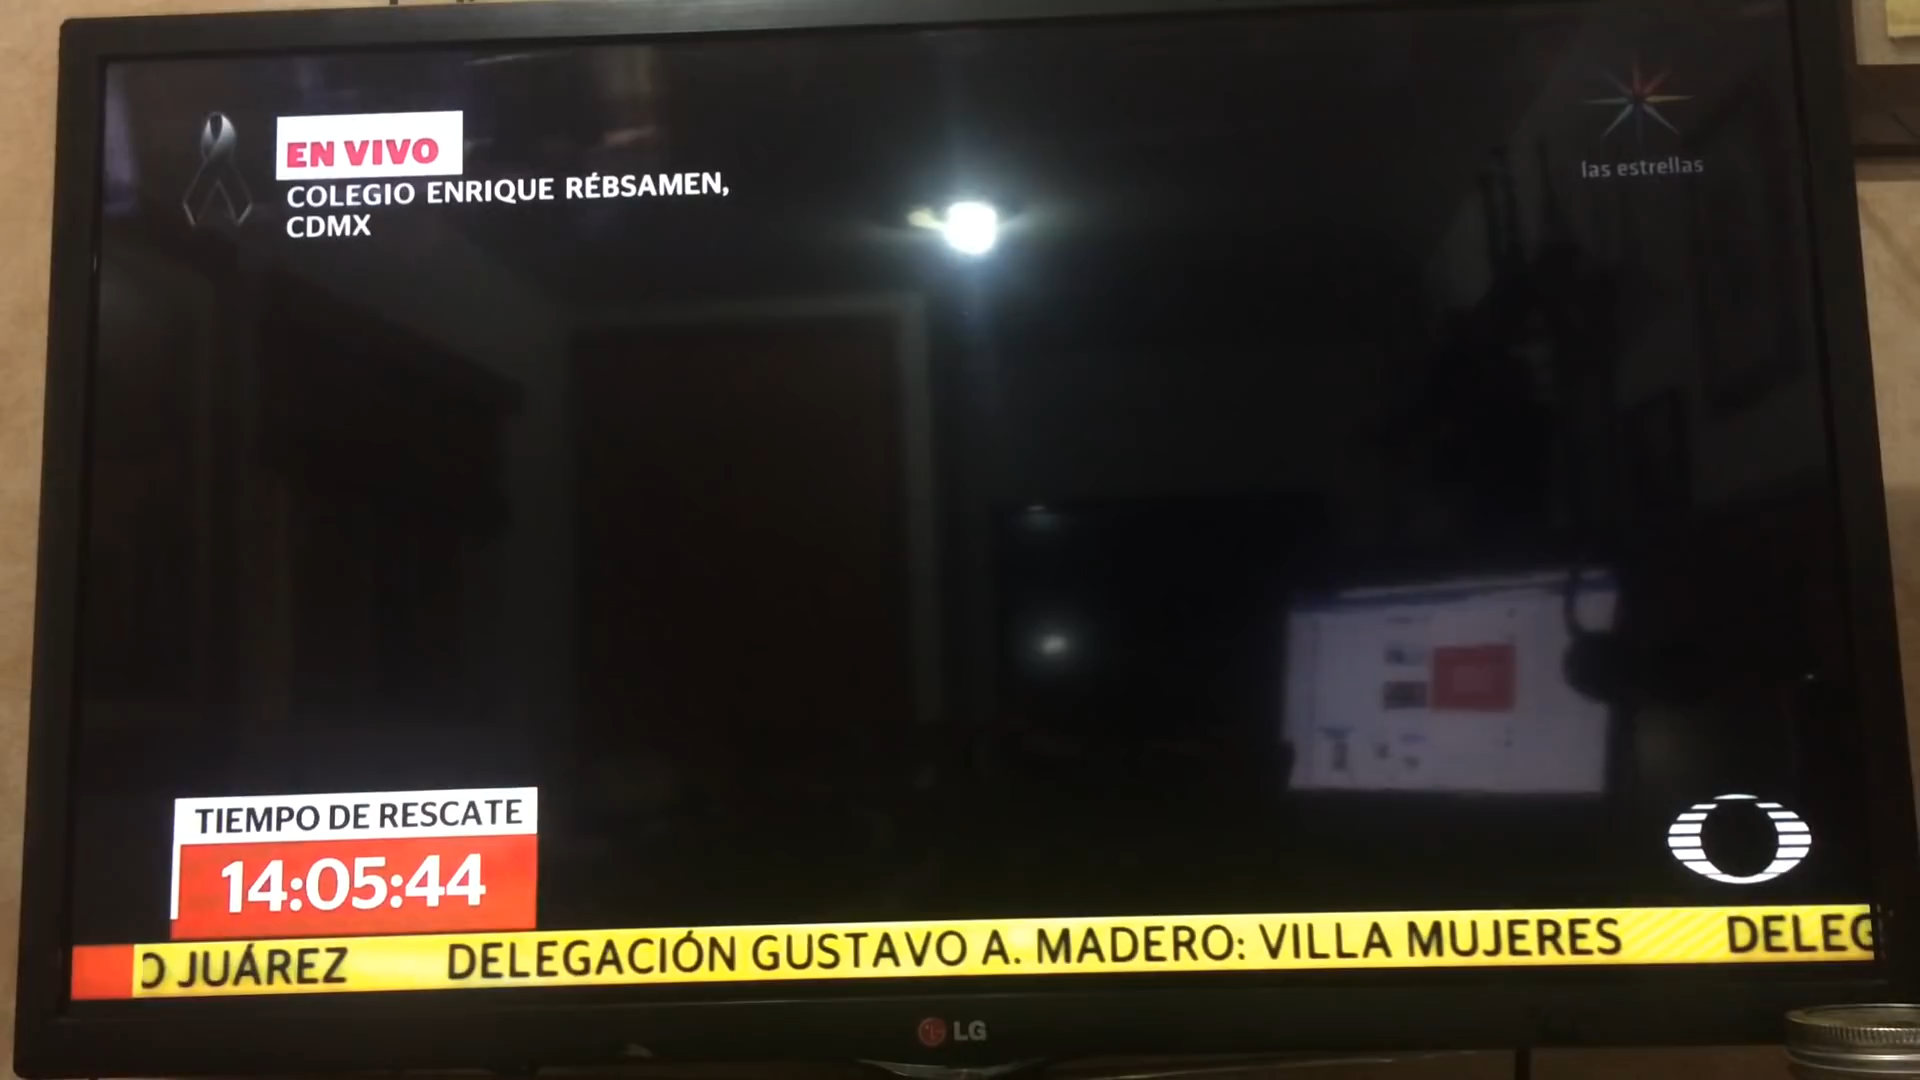 EN VIVO
COLEGIO ENRIQUE RÉBSAMEN,
CDMX
las estrellas
TIEMPO DE RESCATE
14:05:44
O JUÁREZ DELEGACIÓN GUSTAVO A. MADERO: VILLA MUJERES DELEG
LG